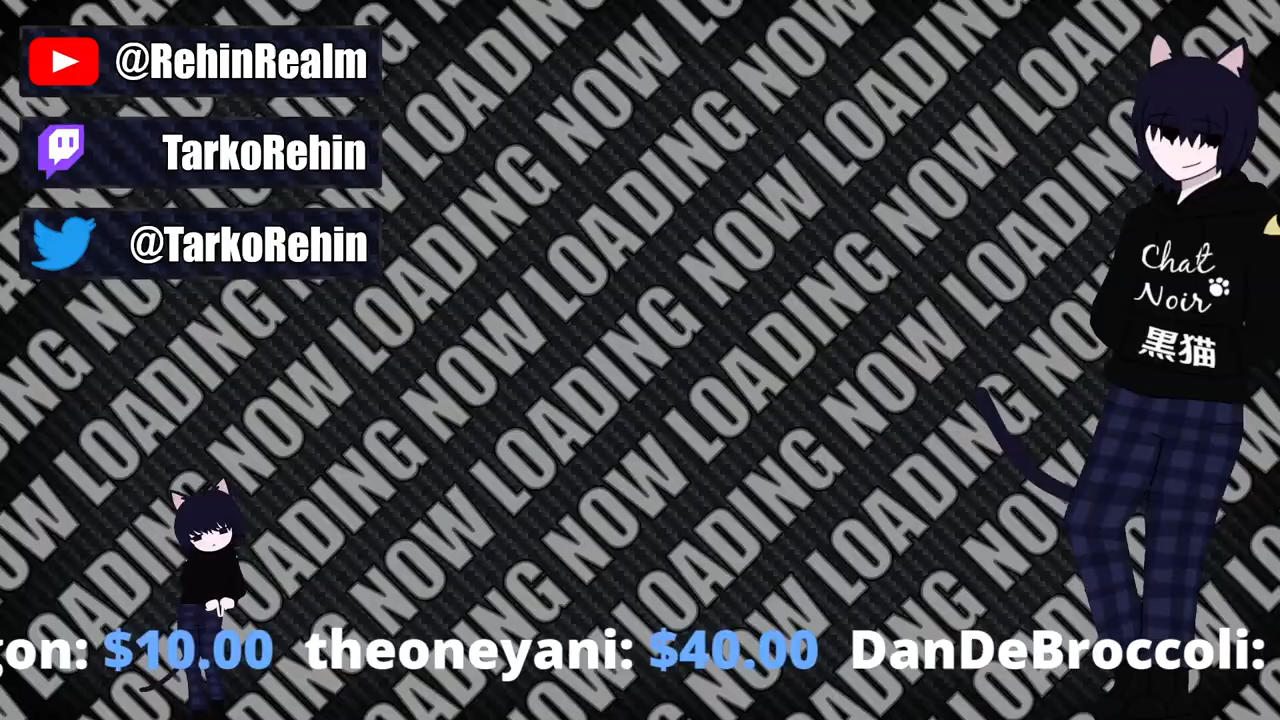 @RehinRealm
TarkoRehin
@TarkoRehin
NOW LOADING NOW LOADING NOW LOADING
Chat
Noir
黒猫
gon: $10.00 theoneyani: $40.00 DanDeBroccoli: